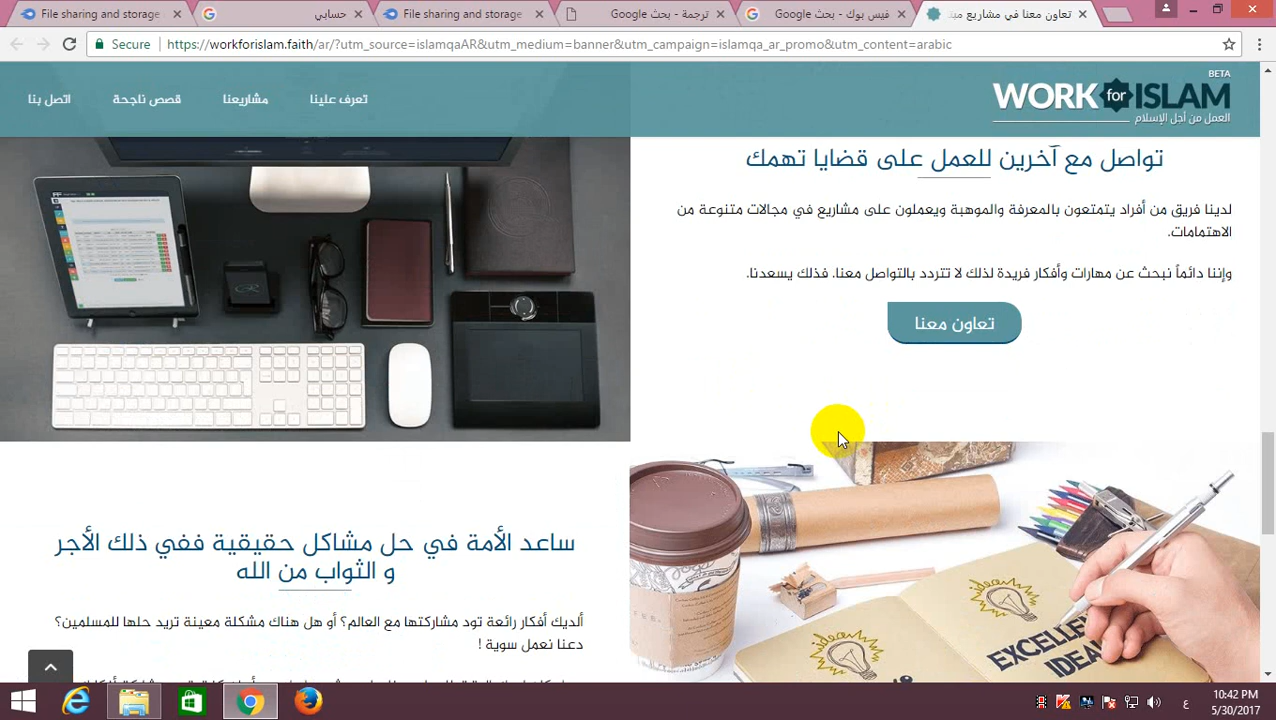 File sharing and storage
حسابي
File sharing and storage
ترجمة - بحث Google
فيس بوك - بحث Google
تعاون معنا في مشاريع
Secure https://workforislam.faith/ar/?utm_source=islamqaAR&utm_medium=banner&utm_campaign=islamqa_ar_promo&utm_content=arabic
BETA
WORK for ISLAM
العمل من أجل الإسلام
تعرف علينا
مشاريعنا
قصص ناجحة
اتصل بنا
تواصل مع آخرين للعمل على قضايا تهمك
لدينا فريق من أفراد يتمتعون بالمعرفة والموهبة ويعملون على مشاريع في مجالات متنوعة من
الاهتمامات.
وإننا دائماً نبحث عن مهارات وأفكار فريدة لذلك لا تتردد بالتواصل معنا. فذلك يسعدنا.
تعاون معنا
ساعد الأمة في حل مشاكل حقيقية ففي ذلك الأجر
و الثواب من الله
ألديك أفكار رائعة تود مشاركتها مع العالم؟ أو هل هناك مشكلة معينة تريد حلها للمسلمين؟
دعنا نعمل سوية !
idea
idea
EXCELLE
IDEA
ع
10:42 PM
5/30/2017